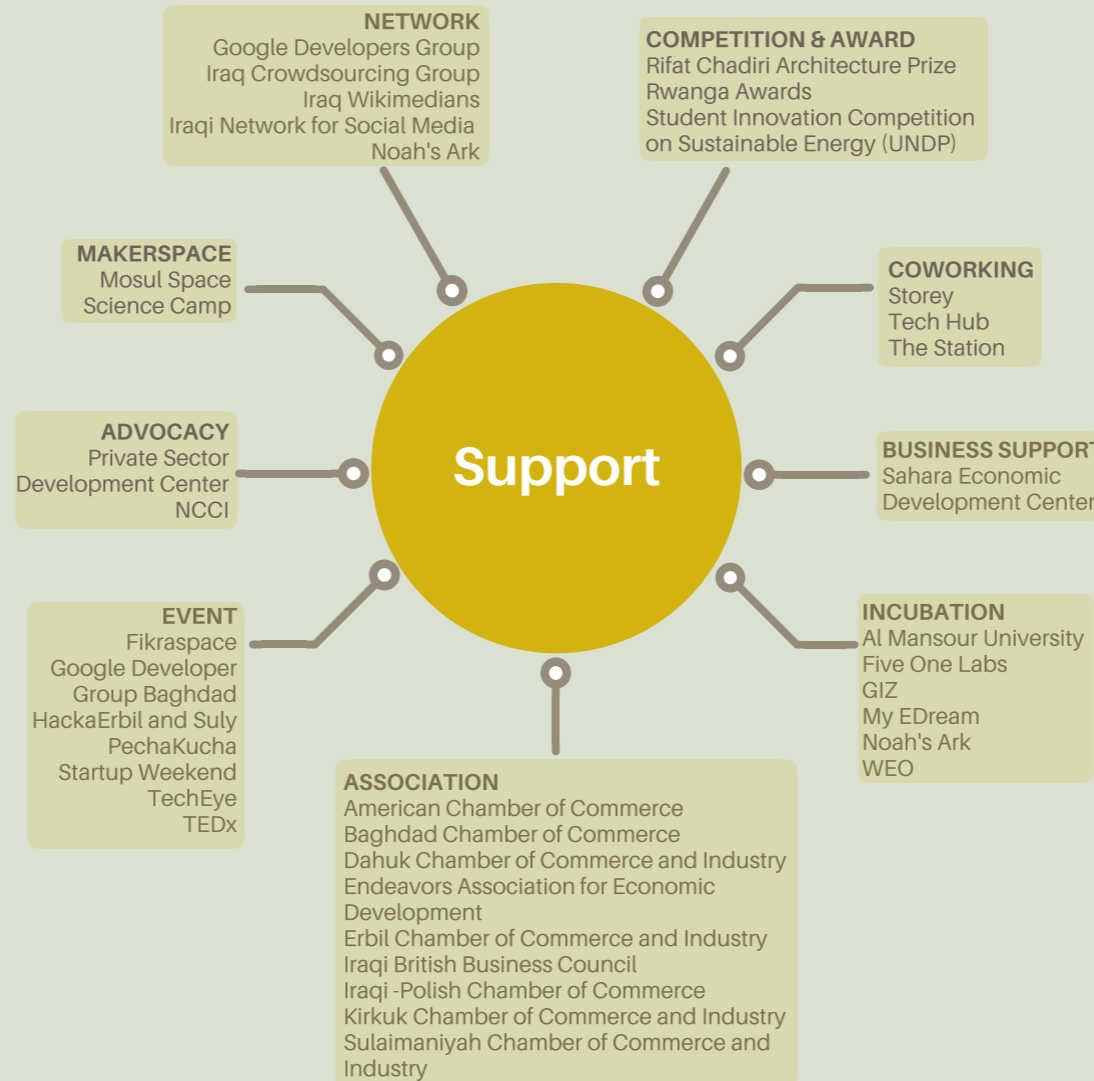 NETWORK
Google Developers Group
Iraq Crowdsourcing Group
Iraq Wikimedians
Iraqi Network for Social Media
Noah's Ark
COMPETITION & AWARD
Rifat Chadiri Architecture Prize
Rwanga Awards
Student Innovation Competition
on Sustainable Energy (UNDP)
MAKERSPACE
Mosul Space
Science Camp
COWORKING
Storey
Tech Hub
The Station
Support
ADVOCACY
Private Sector
Development Center
NCCI
BUSINESS SUPPORT
Sahara Economic
Development Center
EVENT
Fikraspace
Google Developer
Group Baghdad
HackaErbil and Suly
PechaKucha
Startup Weekend
TechEye
TEDx
INCUBATION
Al Mansour University
Five One Labs
GIZ
My EDream
Noah's Ark
WEO
ASSOCIATION
American Chamber of Commerce
Baghdad Chamber of Commerce
Dahuk Chamber of Commerce and Industry
Endeavors Association for Economic
Development
Erbil Chamber of Commerce and Industry
Iraqi British Business Council
Iraqi -Polish Chamber of Commerce
Kirkuk Chamber of Commerce and Industry
Sulaimaniyah Chamber of Commerce and
Industry